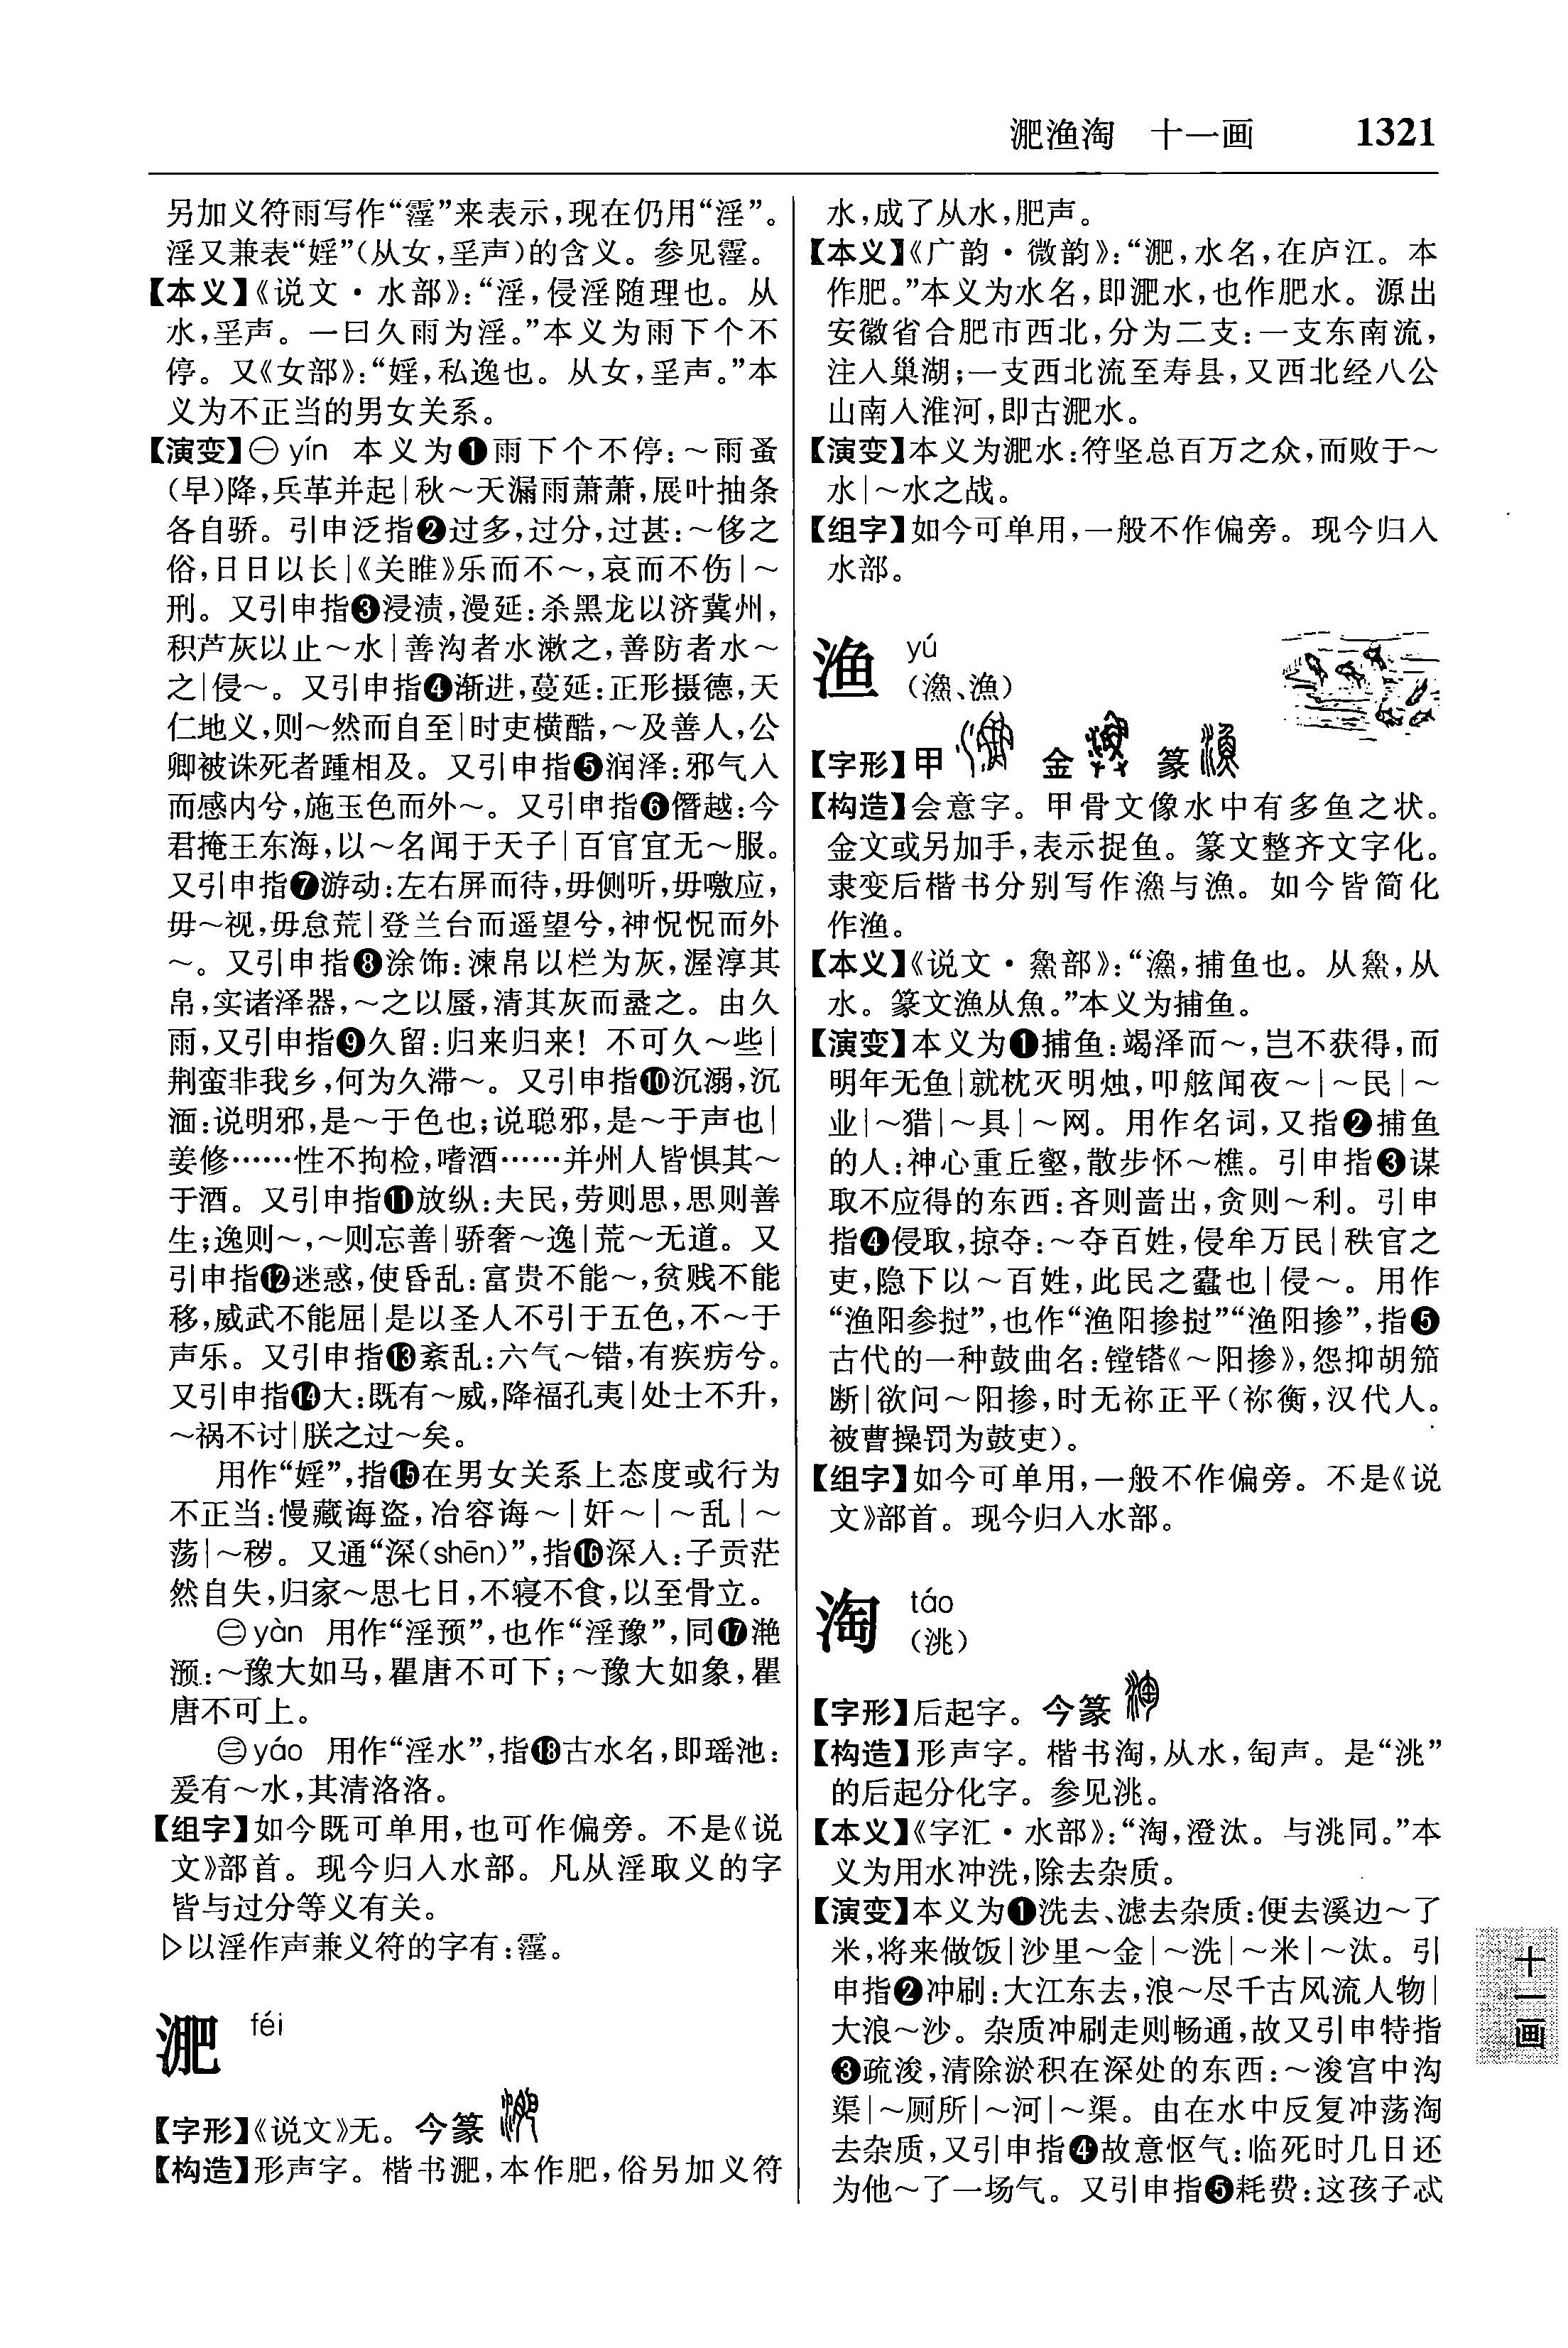 淝渔淘 十一画 1321
另加义符雨写作“霪”来表示，现在仍用“淫”。
淫又兼表“婬”（从女，㸒声）的含义。参见霪。
【本义】《说文·水部》：“淫，侵淫随理也。从
水，㸒声。一曰久雨为淫。”本义为雨下个不
停。又《女部》：“婬，私逸也。从女，㸒声。”本
义为不正当的男女关系。
【演变】㊀yín 本义为❶雨下个不停：～雨蚤
（早）降，兵革并起|秋～天漏雨萧萧，展叶抽条
各自骄。引申泛指❷过多，过分，过甚：～侈之
俗，日日以长|《关雎》乐而不～，哀而不伤|～
刑。又引申指❸浸渍，漫延：杀黑龙以济冀州，
积芦灰以止～水|善沟者水漱之，善防者水～
之|侵～。又引申指❹渐进，蔓延：正形摄德，天
仁地义，则～然而自至|时吏横酷，～及善人，公
卿被诛死者踵相及。又引申指❺润泽：邪气入
而感内兮，施玉色而外～。又引申指❻僭越：今
君掩王东海，以～名闻于天子|百官宜无～服。
又引申指❼游动：左右屏而待，毋侧听，毋噭应，
毋～视，毋怠荒|登兰台而遥望兮，神怳怳而外
～。又引申指❽涂饰：涑帛以栏为灰，渥淳其
帛，实诸泽器，～之以蜃，清其灰而盝之。由久
雨，又引申指❾久留：归来归来！不可久～些|
荆蛮非我乡，何为久滞～。又引申指❿沉溺，沉
湎：说明邪，是～于色也；说聪邪，是～于声也|
姜修……性不拘检，嗜酒……并州人皆惧其～
于酒。又引申指⓫放纵：夫民，劳则思，思则善
生；逸则～，～则忘善|骄奢～逸|荒～无道。又
引申指⓬迷惑，使昏乱：富贵不能～，贫贱不能
移，威武不能屈|是以圣人不引于五色，不～于
声乐。又引申指⓭紊乱：六气～错，有疾疠兮。
又引申指⓮大：既有～威，降福孔夷|处士不升，
～祸不讨|朕之过～矣。
用作“婬”，指⓯在男女关系上态度或行为
不正当：慢藏诲盗，冶容诲～|奸～|～乱|～
荡|～秽。又通“深（shēn）”，指⓰深入：子贡茫
然自失，归家～思七日，不寝不食，以至骨立。
㊁yàn 用作“淫预”，也作“淫豫”，同⓱滟
滪：～豫大如马，瞿唐不可下；～豫大如象，瞿
唐不可上。
㊂yáo 用作“淫水”，指⓲古水名，即瑶池：
爰有～水，其清洛洛。
【组字】如今既可单用，也可作偏旁。不是《说
文》部首。现今归入水部。凡从淫取义的字
皆与过分等义有关。
▷以淫作声兼义符的字有：霪。
淝 féi
【字形】《说文》无。今篆
【构造】形声字。楷书淝，本作肥，俗另加义符
水，成了从水，肥声。
【本义】《广韵·微韵》：“淝，水名，在庐江。本
作肥。”本义为水名，即淝水，也作肥水。源出
安徽省合肥市西北，分为二支：一支东南流，
注入巢湖；一支西北流至寿县，又西北经八公
山南入淮河，即古淝水。
【演变】本义为淝水：符坚总百万之众，而败于～
水|～水之战。
【组字】如今可单用，一般不作偏旁。现今归入
水部。
渔 yú
（瀺、漁）
【字形】甲 金 篆
【构造】会意字。甲骨文像水中有多鱼之状。
金文或另加手，表示捉鱼。篆文整齐文字化。
隶变后楷书分别写作𤀯与漁。如今皆简化
作渔。
【本义】《说文·䲆部》：“𤀯，捕鱼也。从䲆，从
水。篆文漁从魚。”本义为捕鱼。
【演变】本义为❶捕鱼：竭泽而～，岂不获得，而
明年无鱼|就枕灭明烛，叩舷闻夜～|～民|～
业|～猎|～具|～网。用作名词，又指❷捕鱼
的人：神心重丘壑，散步怀～樵。引申指❸谋
取不应得的东西：吝则啬出，贪则～利。引申
指❹侵取，掠夺：～夺百姓，侵牟万民|秩官之
吏，隐下以～百姓，此民之蠹也|侵～。用作
“渔阳参挝”，也作“渔阳掺挝”“渔阳掺”，指❺
古代的一种鼓曲名：镗𨱏《～阳掺》，怨抑胡笳
断|欲问～阳掺，时无祢正平（祢衡，汉代人。
被曹操罚为鼓吏）。
【组字】如今可单用，一般不作偏旁。不是《说
文》部首。现今归入水部。
淘 táo
（洮）
【字形】后起字。今篆
【构造】形声字。楷书淘，从水，匋声。是“洮”
的后起分化字。参见洮。
【本义】《字汇·水部》：“淘，澄汰。与洮同。”本
义为用水冲洗，除去杂质。
【演变】本义为❶洗去、滤去杂质：便去溪边～了
米，将来做饭|沙里～金|～洗|～米|～汰。引
申指❷冲刷：大江东去，浪～尽千古风流人物|
大浪～沙。杂质冲刷走则畅通，故又引申特指
❸疏浚，清除淤积在深处的东西：～浚宫中沟
渠|～厕所|～河|～渠。由在水中反复冲荡淘
去杂质，又引申指❹故意怄气：临死时几日还
为他～了一场气。又引申指❺耗费：这孩子忒
十一画